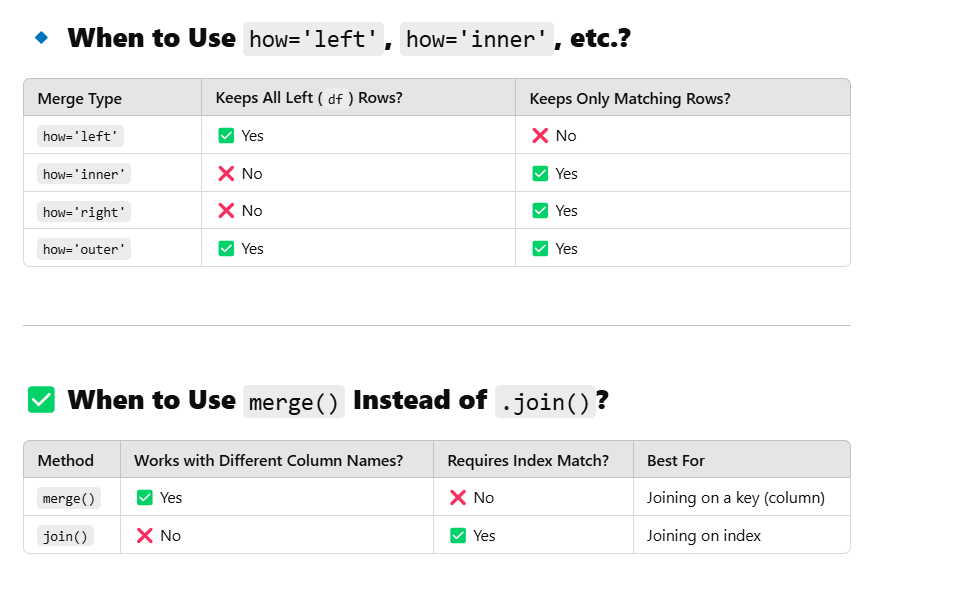 When to Use how='left', how='inner', etc.?
Merge Type Keeps All Left (df) Rows? Keeps Only Matching Rows?
how='left' Yes No
how='inner' No Yes
how='right' No Yes
how='outer' Yes Yes
When to Use merge() Instead of .join()?
Method Works with Different Column Names? Requires Index Match? Best For
merge() Yes No Joining on a key (column)
join() No Yes Joining on index